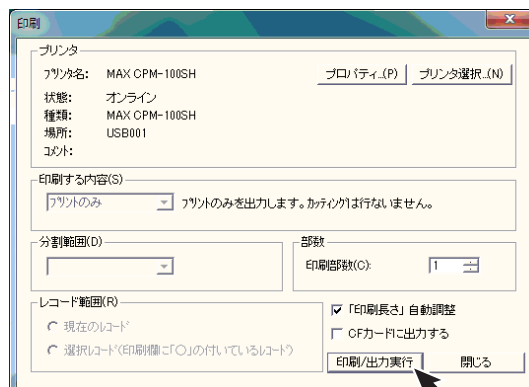 印刷
プリンタ
プリンタ名: MAX CPM-100SH
プロパティ..(P) プリンタ選択..(N)
状態: オンライン
種類: MAX CPM-100SH
場所: USB001
コメント:
印刷する内容(S)
プリントのみ プリントのみを出力します。カッティングは行ないません。
分割範囲(D)
部数
印刷部数(C): 1
レコード範囲(R)
現在のレコード
選択レコード(印刷欄に「○」の付いているレコード)
「印刷長さ」自動調整
CFカードに出力する
印刷/出力実行 閉じる